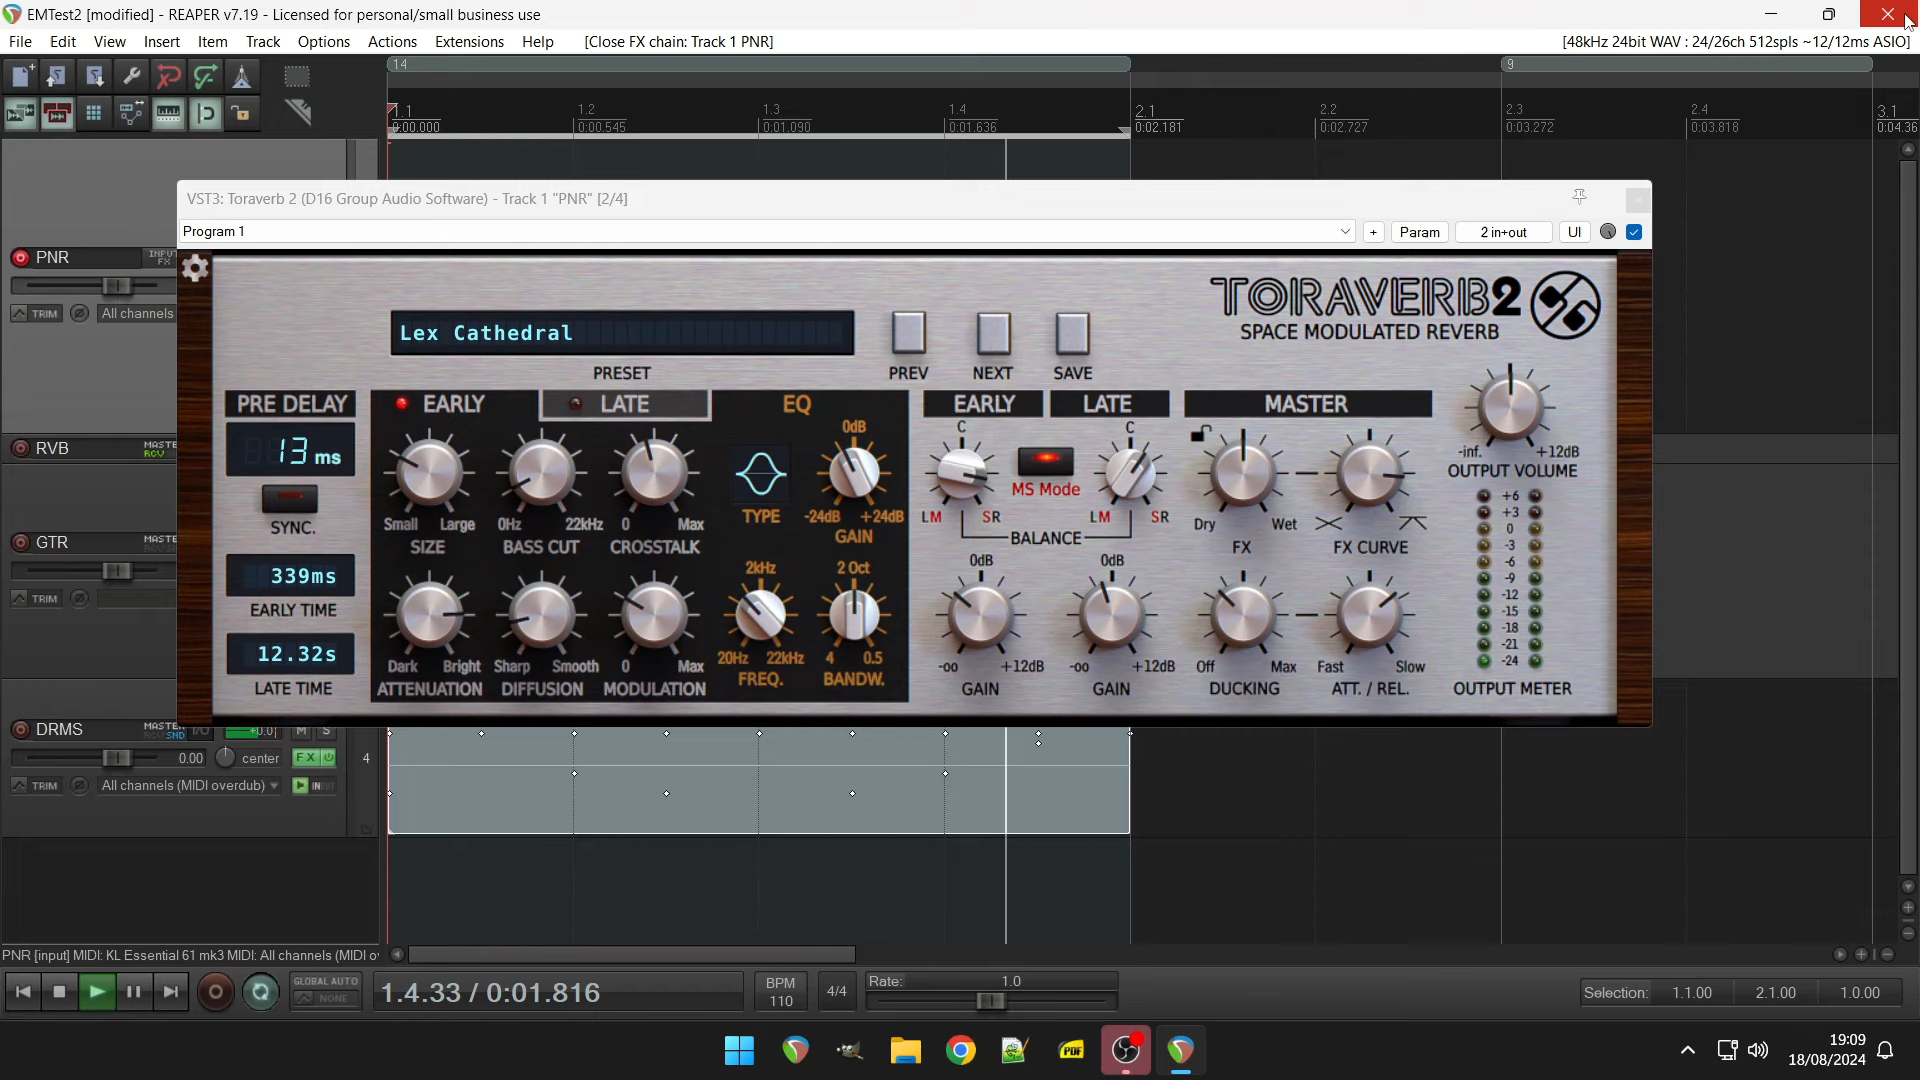 EMTest2 [modified] - REAPER v7.19 - Licensed for personal/small business use
File Edit View Insert Item Track Options Actions Extensions Help [Close FX chain: Track 1 PNR] [48kHz 24bit WAV : 24/26ch 512spls ~12/12ms ASIO]
14 9
1.1 1.2 1.3 1.4 2.1 2.2 2.3 2.4 3.1
0:00.000 0:00.545 0:01.090 0:01.636 0:02.181 0:02.727 0:03.272 0:03.818 0:04.36
VST3: Toraverb 2 (D16 Group Audio Software) - Track 1 "PNR" [2/4]
Program 1 + Param 2 in+out UI
PNR INPUT FX
TRIM All channels
RVB MASTE RCV
GTR MASTE
TRIM
TORAVERB2
SPACE MODULATED REVERB
Lex Cathedral
PRESET PREV NEXT SAVE
PRE DELAY EARLY LATE EQ EARLY LATE MASTER
13 ms
SYNC.
339ms
EARLY TIME
12.32s
LATE TIME
Small Large 0Hz 22kHz 0 Max
SIZE BASS CUT CROSSTALK
Dark Bright Sharp Smooth 0 Max
ATTENUATION DIFFUSION MODULATION
0dB
TYPE -24dB +24dB
GAIN
2kHz 2 Oct
20Hz 22kHz 4 0.5
FREQ. BANDW.
C C
MS Mode
LM SR LM SR
BALANCE
0dB 0dB
-oo +12dB -oo +12dB
GAIN GAIN
Dry Wet
FX FX CURVE
Off Max Fast Slow
DUCKING ATT. / REL.
-inf. +12dB
OUTPUT VOLUME
+6
+3
0
-3
-6
-9
-12
-15
-18
-21
-24
OUTPUT METER
DRMS MASTER I/O +0.0 M S
SND
0.00 center FX 4
TRIM All channels (MIDI overdub) IN
PNR [input] MIDI: KL Essential 61 mk3 MIDI: All channels (MIDI o
GLOBAL AUTO
NONE
1.4.33 / 0:01.816
BPM
110
4/4
Rate: 1.0
Selection: 1.1.00 2.1.00 1.0.00
PDF
19:09
18/08/2024